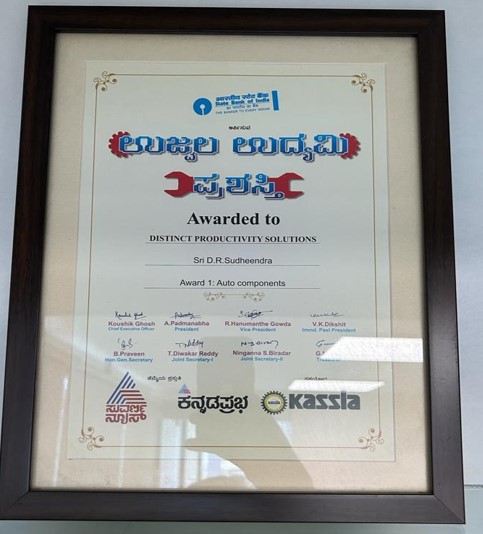 भारतीय स्टेट बैंक
State Bank of India
THE BANKER TO EVERY INDIAN
ಅರ್ಪಿಸುವ
ಉಜ್ವಲ ಉದ್ಯಮಿ
ಪ್ರಶಸ್ತಿ
Awarded to
DISTINCT PRODUCTIVITY SOLUTIONS
Sri D.R.Sudheendra
Award 1: Auto components
Koushik Ghosh A.Padmanabha R.Hanumanthe Gowda V.K.Dikshit
Chief Executive Officer President Vice President Immd. Past President
B.Praveen T.Diwakar Reddy Ninganna S.Biradar G.
Hon.Gen.Secretary Joint Secretary-I Joint Secretary-II
ಹೆಮ್ಮೆಯ ಪ್ರಸ್ತುತಿ
ಸುವರ್ಣ ನ್ಯೂಸ್ ಕನ್ನಡಪ್ರಭ kassia